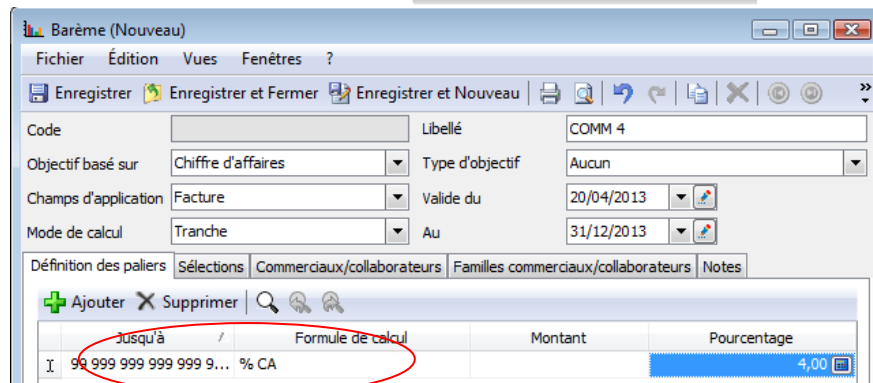 Barème (Nouveau)
Fichier Édition Vues Fenêtres ?
Enregistrer Enregistrer et Fermer Enregistrer et Nouveau
Code Libellé COMM 4
Objectif basé sur Chiffre d'affaires Type d'objectif Aucun
Champs d'application Facture Valide du 20/04/2013
Mode de calcul Tranche Au 31/12/2013
Définition des paliers Sélections Commerciaux/collaborateurs Familles commerciaux/collaborateurs Notes
Ajouter Supprimer
Jusqu'à Formule de calcul Montant Pourcentage
99 999 999 999 999 9... % CA 4,00